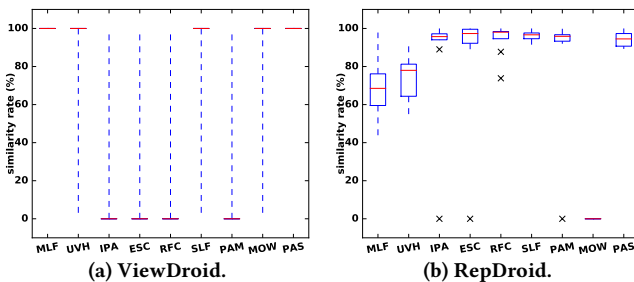 100
80
60
40
20
0
similarity rate (%)
MLF UVH IPA ESC RFC SLF PAM MOW PAS
(a) ViewDroid.
100
80
60
40
20
0
similarity rate (%)
MLF UVH IPA ESC RFC SLF PAM MOW PAS
(b) RepDroid.